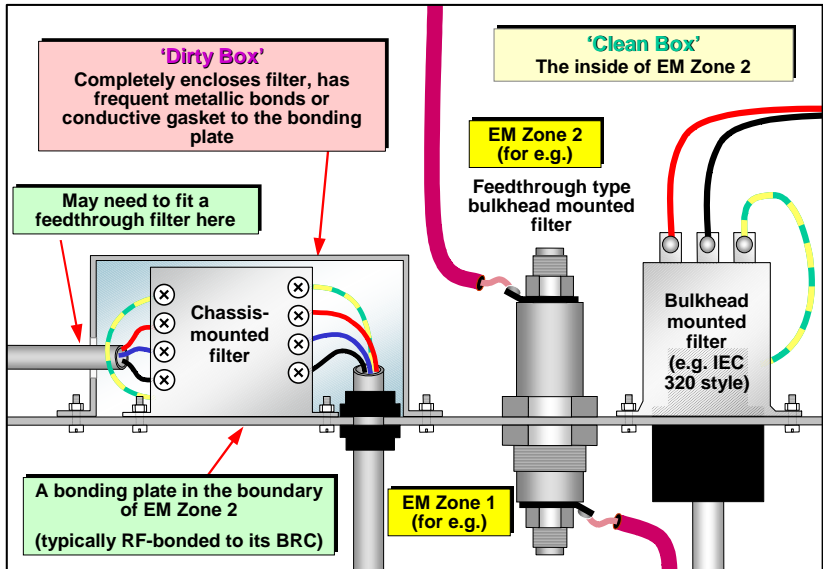 'Dirty Box'
Completely encloses filter, has
frequent metallic bonds or
conductive gasket to the bonding
plate
'Clean Box'
The inside of EM Zone 2
EM Zone 2
(for e.g.)
Feedthrough type
bulkhead mounted
filter
May need to fit a
feedthrough filter here
Chassis-
mounted
filter
Bulkhead
mounted
filter
(e.g. IEC
320 style)
A bonding plate in the boundary
of EM Zone 2
(typically RF-bonded to its BRC)
EM Zone 1
(for e.g.)